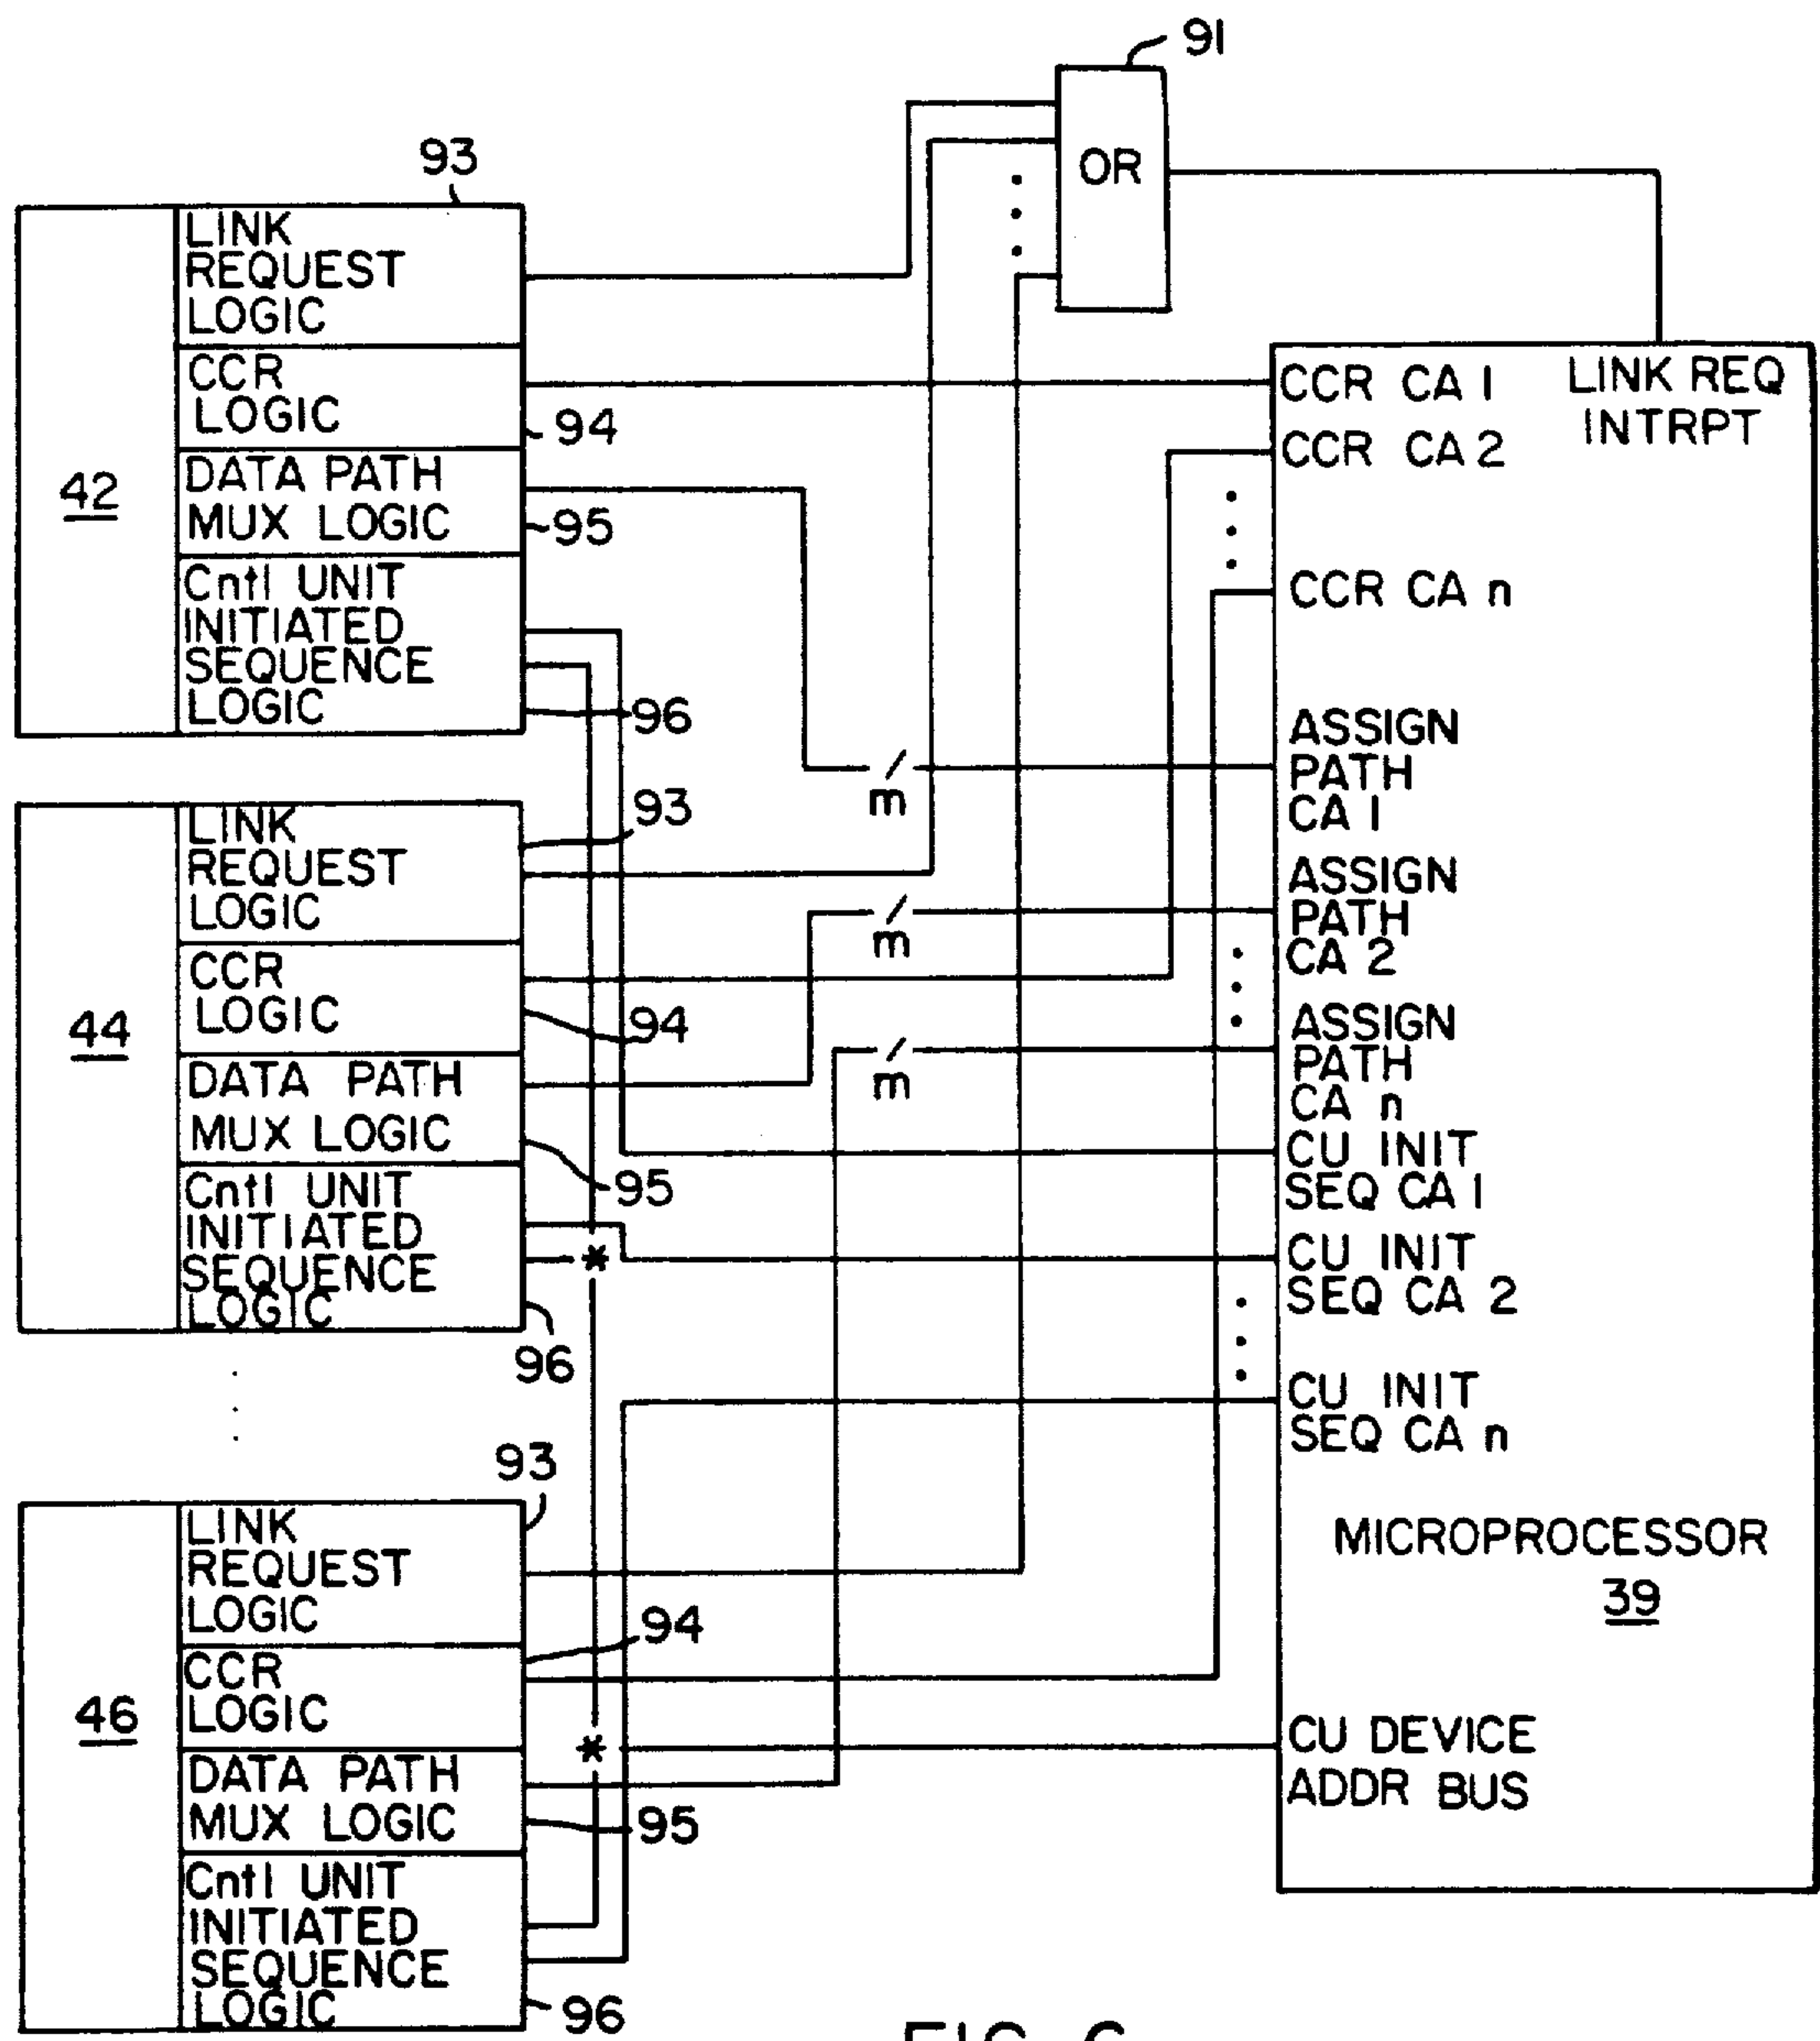 91
OR
93
LINK
REQUEST
LOGIC
CCR
LOGIC
94
DATA PATH
MUX LOGIC
95
42
Cntl UNIT
INITIATED
SEQUENCE
LOGIC
96
93
LINK
REQUEST
LOGIC
CCR
LOGIC
94
44
DATA PATH
MUX LOGIC
95
Cntl UNIT
INITIATED
SEQUENCE
LOGIC
96
*
93
LINK
REQUEST
LOGIC
94
CCR
LOGIC
46
*
DATA PATH
MUX LOGIC
95
Cntl UNIT
INITIATED
SEQUENCE
LOGIC
96
m
m
m
LINK REQ
INTRPT
CCR CA 1
CCR CA 2
CCR CA n
ASSIGN
PATH
CA 1
ASSIGN
PATH
CA 2
ASSIGN
PATH
CA n
CU INIT
SEQ CA 1
CU INIT
SEQ CA 2
CU INIT
SEQ CA n
MICROPROCESSOR
39
CU DEVICE
ADDR BUS